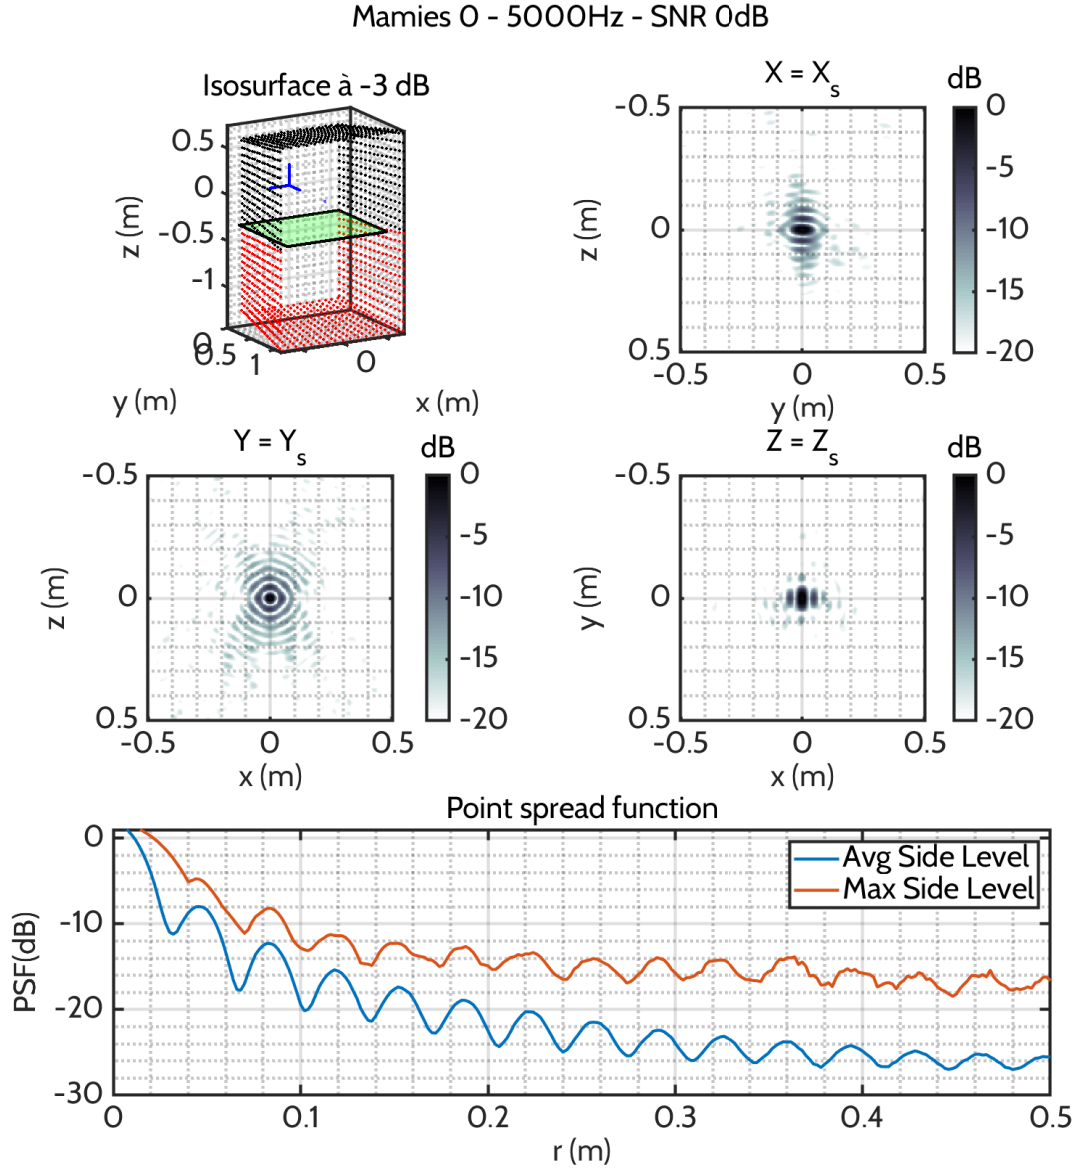 Mamies 0 - 5000Hz - SNR 0dB
Isosurface à -3 dB
0.5
0
-0.5
-1
z (m)
0
0.5
1
0
y (m)
x (m)
X = Xs
dB
-0.5
0
0.5
z (m)
-0.5
0
0.5
y (m)
0
-5
-10
-15
-20
Y = Ys
dB
-0.5
0
0.5
z (m)
-0.5
0
0.5
x (m)
0
-5
-10
-15
-20
Z = Zs
dB
-0.5
0
0.5
y (m)
-0.5
0
0.5
x (m)
0
-5
-10
-15
-20
Point spread function
0
-10
-20
-30
PSF(dB)
Avg Side Level
Max Side Level
0
0.1
0.2
0.3
0.4
0.5
r (m)